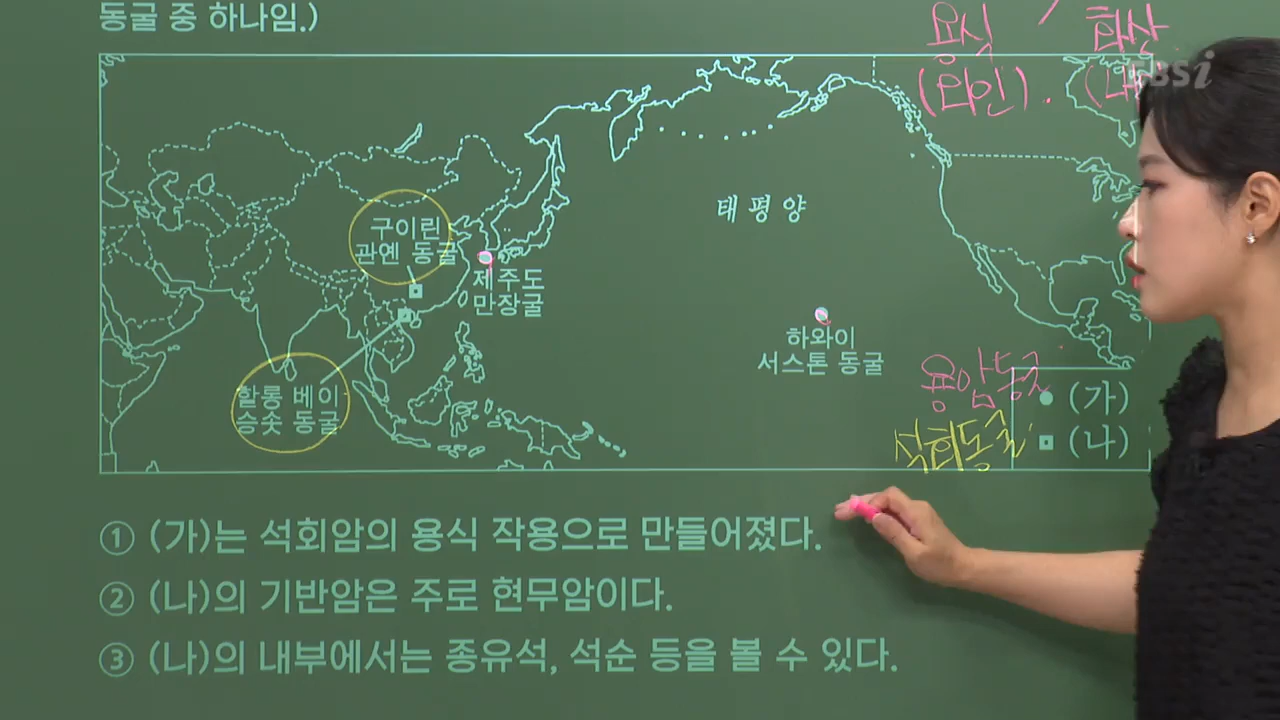 동굴 중 하나임.)
용식
화산
(외인).
(내
EBSi
태평양
구이린
관옌 동굴
제주도
만장굴
하와이
서스톤 동굴
할롱 베이
승솟 동굴
용암동굴
(가)
석회동굴
(나)
① (가)는 석회암의 용식 작용으로 만들어졌다.
② (나)의 기반암은 주로 현무암이다.
③ (나)의 내부에서는 종유석, 석순 등을 볼 수 있다.